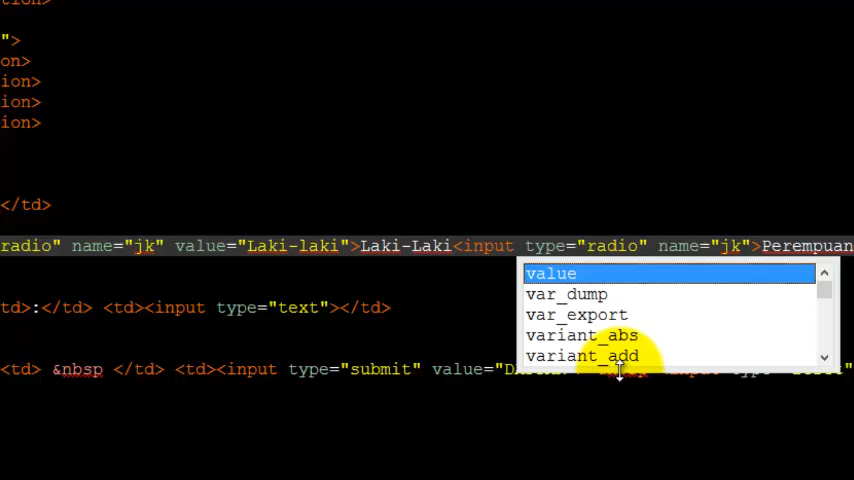 tion>
">
on>
ion>
ion>
ion>
</td>
radio" name="jk" value="Laki-laki">Laki-Laki<input type="radio" name="jk">Perempuan
value
var_dump
var_export
variant_abs
variant_add
td>:</td> <td><input type="text"></td>
<td> &nbsp </td> <td><input type="submit" value="